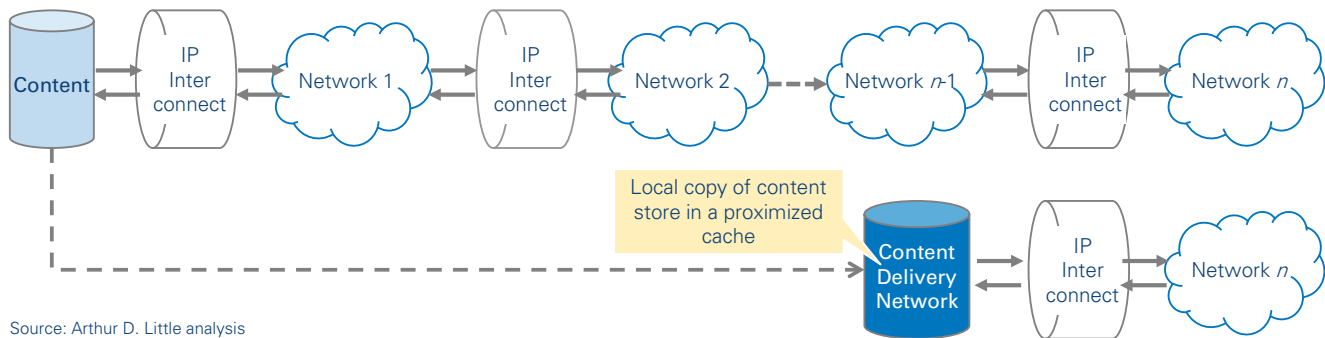 Content
IP
Inter
connect
Network 1
IP
Inter
connect
Network 2
Network n-1
IP
Inter
connect
Network n
Local copy of content
store in a proximized
cache
Content
Delivery
Network
IP
Inter
connect
Network n
Source: Arthur D. Little analysis